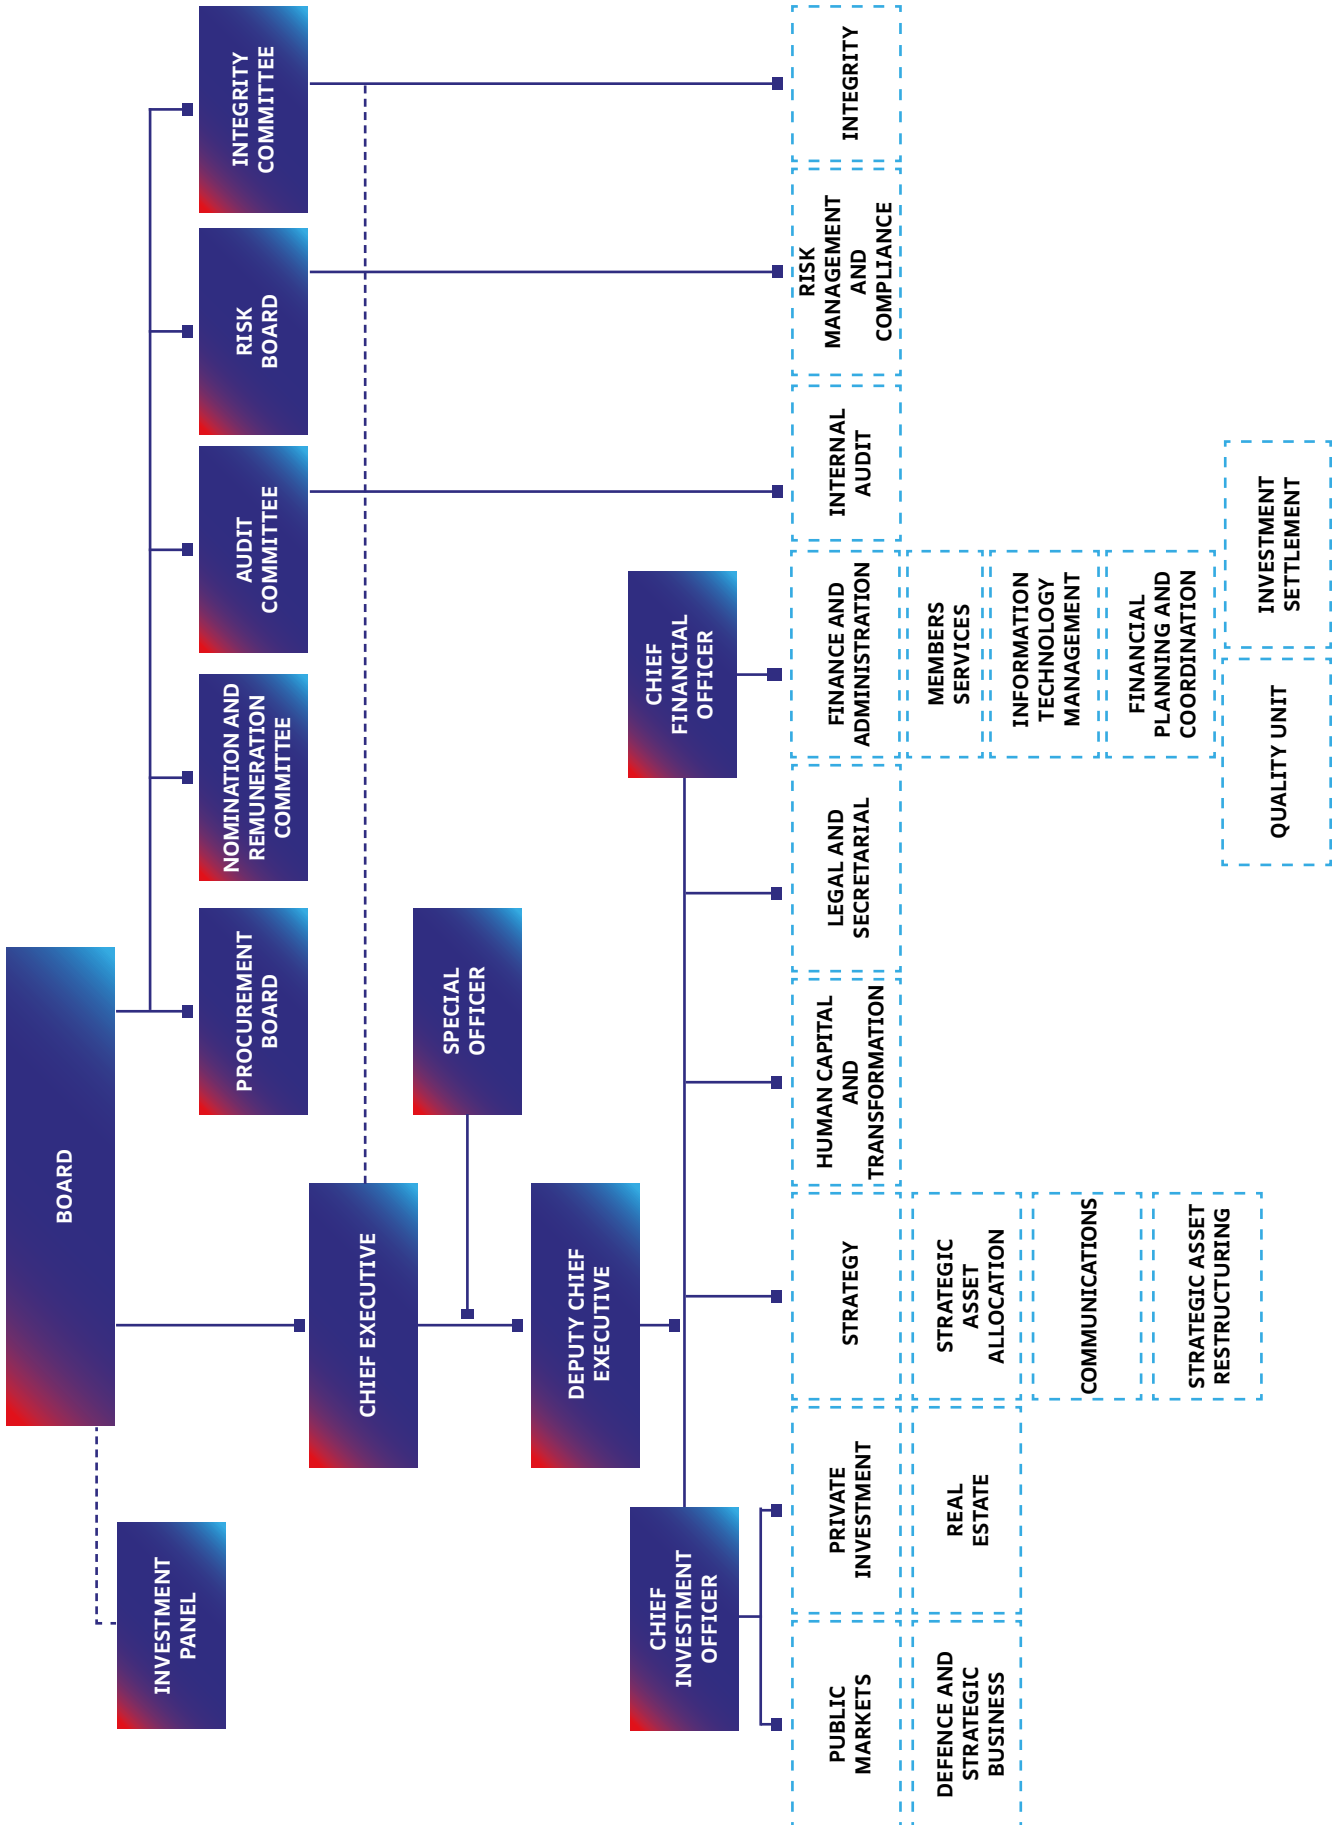 BOARD
INVESTMENT
PANEL
PROCUREMENT
BOARD
NOMINATION AND
REMUNERATION
COMMITTEE
AUDIT
COMMITTEE
RISK
BOARD
INTEGRITY
COMMITTEE
CHIEF EXECUTIVE
SPECIAL
OFFICER
DEPUTY CHIEF
EXECUTIVE
CHIEF
INVESTMENT
OFFICER
CHIEF
FINANCIAL
OFFICER
PUBLIC
MARKETS
PRIVATE
INVESTMENT
STRATEGY
HUMAN CAPITAL
AND
TRANSFORMATION
LEGAL AND
SECRETARIAL
FINANCE AND
ADMINISTRATION
INTERNAL
AUDIT
RISK
MANAGEMENT
AND
COMPLIANCE
INTEGRITY
DEFENCE AND
STRATEGIC
BUSINESS
REAL
ESTATE
STRATEGIC
ASSET
ALLOCATION
MEMBERS
SERVICES
COMMUNICATIONS
INFORMATION
TECHNOLOGY
MANAGEMENT
STRATEGIC ASSET
RESTRUCTURING
FINANCIAL
PLANNING AND
COORDINATION
QUALITY UNIT
INVESTMENT
SETTLEMENT